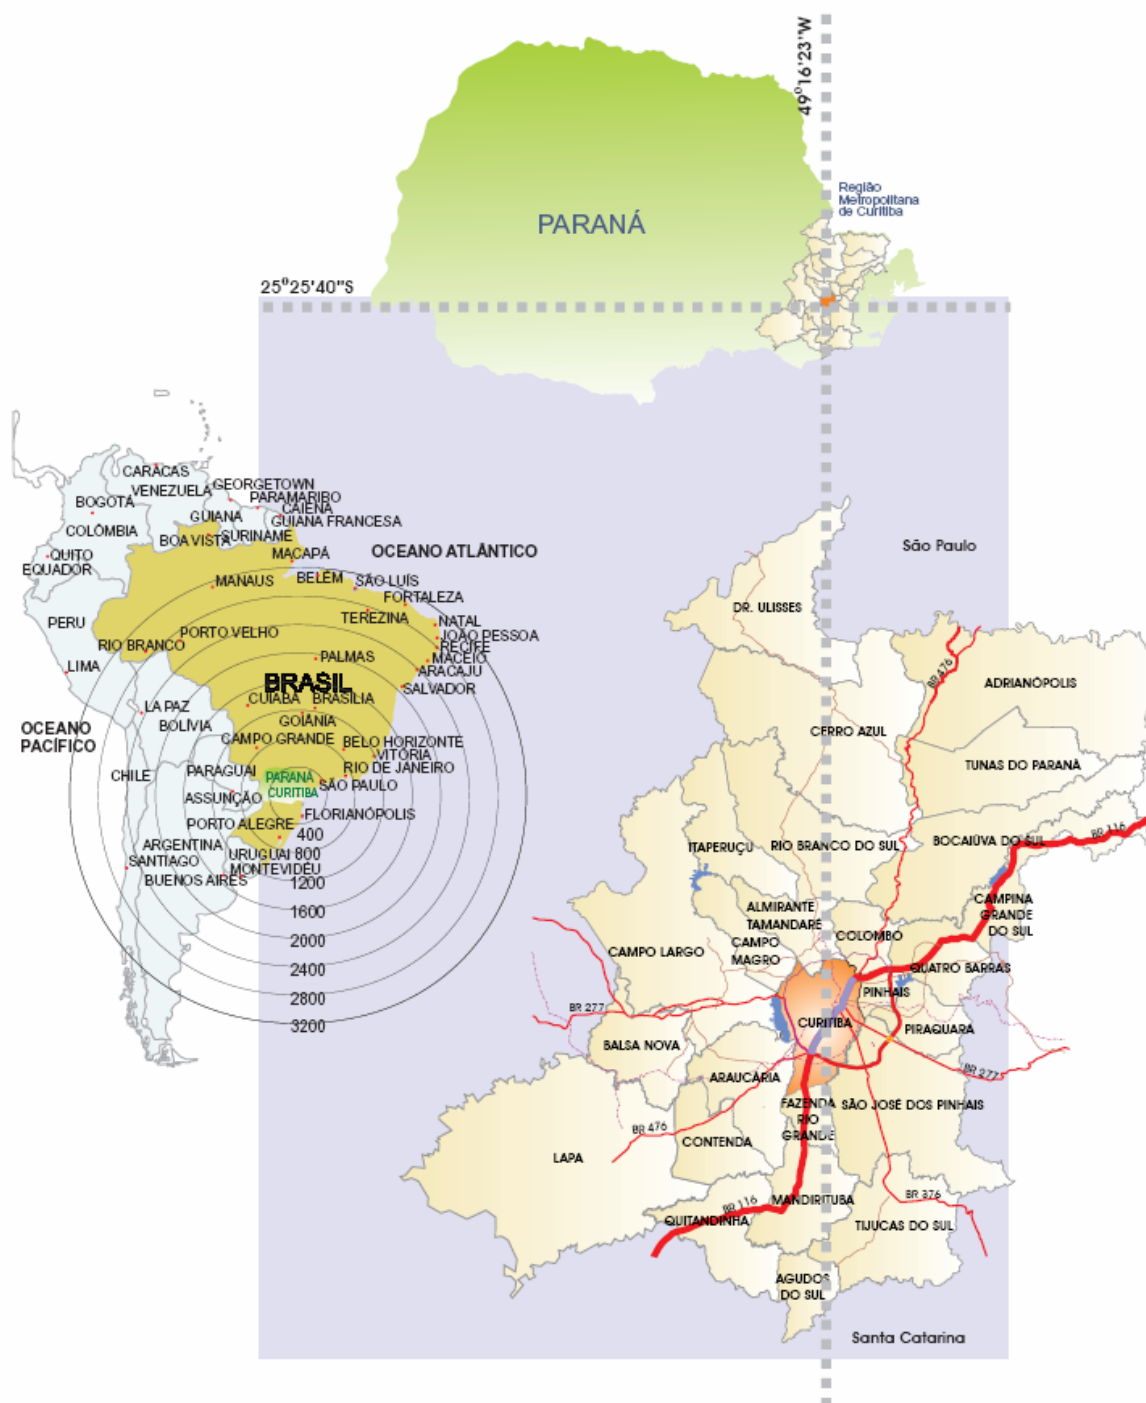 49°16'23"W
Região
Metropolitana
de Curitiba
PARANÁ
25°25'40"S
CARACAS
VENEZUELA
GEORGETOWN
BOGOTÁ
PARAMARIBO
CAIENA
GUIANA
GUIANA FRANCESA
COLÔMBIA
BOA VISTA
SURINAME
OCEANO ATLÂNTICO
QUITO
MACAPÁ
EQUADOR
MANAUS
BELÉM
SÃO LUÍS
FORTALEZA
PERU
TEREZINA
NATAL
RIO BRANCO
PORTO VELHO
JOÃO PESSOA
RECIFE
LIMA
PALMAS
MACEIO
ARACAJU
BRASIL
SALVADOR
LA PAZ
CUIABÁ
BRASÍLIA
BOLÍVIA
GOIÂNIA
OCEANO
PACÍFICO
CAMPO GRANDE
BELO HORIZONTE
VITÓRIA
CHILE
PARAGUAI
PARANÁ
RIO DE JANEIRO
CURITIBA
SÃO PAULO
ASSUNÇÃO
FLORIANÓPOLIS
PORTO ALEGRE
400
ARGENTINA
URUGUAI
800
SANTIAGO
MONTEVIDÉU
BUENOS AIRES
1200
1600
2000
2400
2800
3200
São Paulo
DR. ULISSES
BR 476
ADRIANÓPOLIS
CERRO AZUL
TUNAS DO PARANÁ
BR 116
BOCAIÚVA DO SUL
ITAPERUÇU
RIO BRANCO DO SUL
CAMPINA
GRANDE
DO SUL
ALMIRANTE
TAMANDARÉ
COLOMBO
CAMPO
MAGRO
CAMPO LARGO
QUATRO BARRAS
PINHAIS
BR 277
CURITIBA
PIRAQUARA
BALSA NOVA
BR 277
ARAUCÁRIA
FAZENDA
RIO
GRANDE
SÃO JOSÉ DOS PINHAIS
BR 476
CONTENDA
LAPA
BR 116
MANDIRITUBA
BR 376
QUITANDINHA
TIJUCAS DO SUL
AGUDOS
DO SUL
Santa Catarina